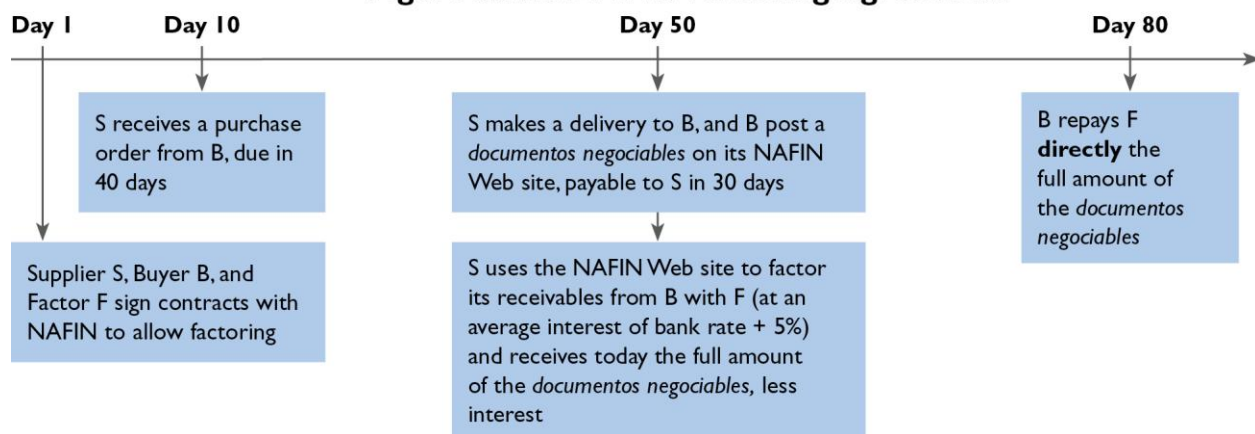 Day 1
Day 10
Day 50
Day 80
S receives a purchase
order from B, due in
40 days
S makes a delivery to B, and B post a
documentos negociables on its NAFIN
Web site, payable to S in 30 days
B repays F
directly the
full amount of
the documentos
negociables
Supplier S, Buyer B, and
Factor F sign contracts with
NAFIN to allow factoring
S uses the NAFIN Web site to factor
its receivables from B with F (at an
average interest of bank rate + 5%)
and receives today the full amount
of the documentos negociables, less
interest